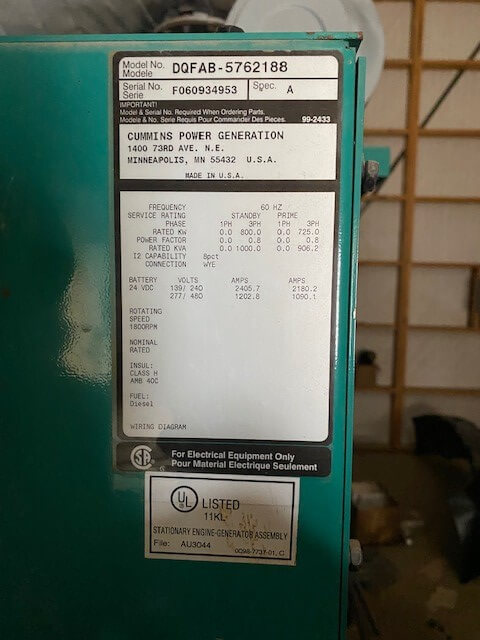 Model No. DQFAB-5762188
Modele
Serial No. F060934953 Spec. A
Serie
IMPORTANT!
Model & Serial No. Required When Ordering Parts.
Modele & No. Serie Requis Pour Commander Des Pieces. 99-2433
CUMMINS POWER GENERATION
1400 73RD AVE. N.E.
MINNEAPOLIS, MN 55432 U.S.A.
MADE IN U.S.A.
FREQUENCY 60 HZ
SERVICE RATING STANDBY PRIME
PHASE 1PH 3PH 1PH 3PH
RATED KW 0.0 800.0 0.0 725.0
POWER FACTOR 0.0 0.8 0.0 0.8
RATED KVA 0.0 1000.0 0.0 906.2
I2 CAPABILITY 8pct
CONNECTION WYE
BATTERY VOLTS AMPS AMPS
24 VDC 139/ 240 2405.7 2180.2
277/ 480 1202.8 1090.1
ROTATING
SPEED
1800RPM
NOMINAL
RATED
INSUL:
CLASS H
AMB 40C
FUEL:
Diesel
WIRING DIAGRAM
SA For Electrical Equipment Only
Pour Material Electrique Seulement
UL LISTED
11KL
STATIONARY ENGINE-GENERATOR ASSEMBLY
File: AU3044
0098-7737-01, C